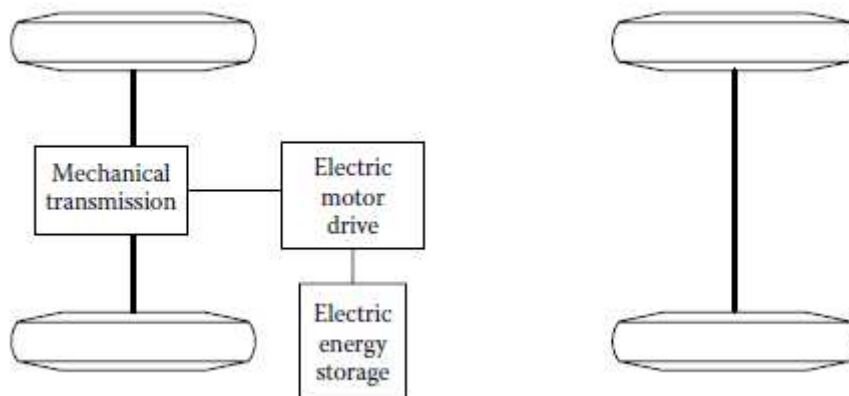 Mechanical
transmission
Electric
motor
drive
Electric
energy
storage